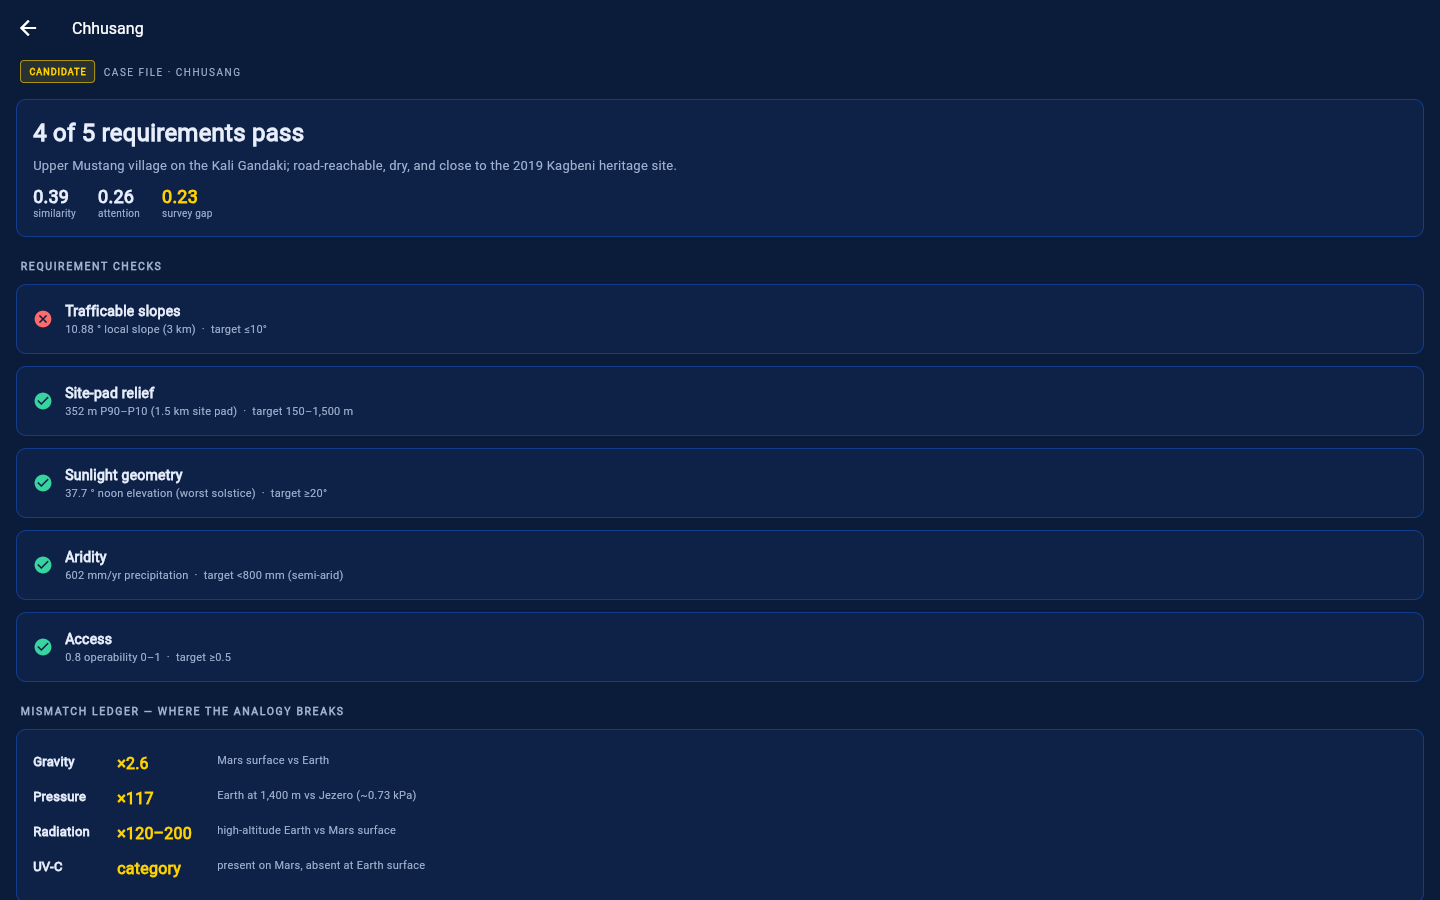 Chhusang
CANDIDATE CASE FILE · CHHUSANG
4 of 5 requirements pass
Upper Mustang village on the Kali Gandaki; road-reachable, dry, and close to the 2019 Kagbeni heritage site.
0.39 0.26 0.23
similarity attention survey gap
REQUIREMENT CHECKS
Trafficable slopes
10.88 ° local slope (3 km) · target ≤10°
Site-pad relief
352 m P90–P10 (1.5 km site pad) · target 150–1,500 m
Sunlight geometry
37.7 ° noon elevation (worst solstice) · target ≥20°
Aridity
602 mm/yr precipitation · target <800 mm (semi-arid)
Access
0.8 operability 0–1 · target ≥0.5
MISMATCH LEDGER — WHERE THE ANALOGY BREAKS
Gravity ×2.6 Mars surface vs Earth
Pressure ×117 Earth at 1,400 m vs Jezero (~0.73 kPa)
Radiation ×120–200 high-altitude Earth vs Mars surface
UV-C category present on Mars, absent at Earth surface